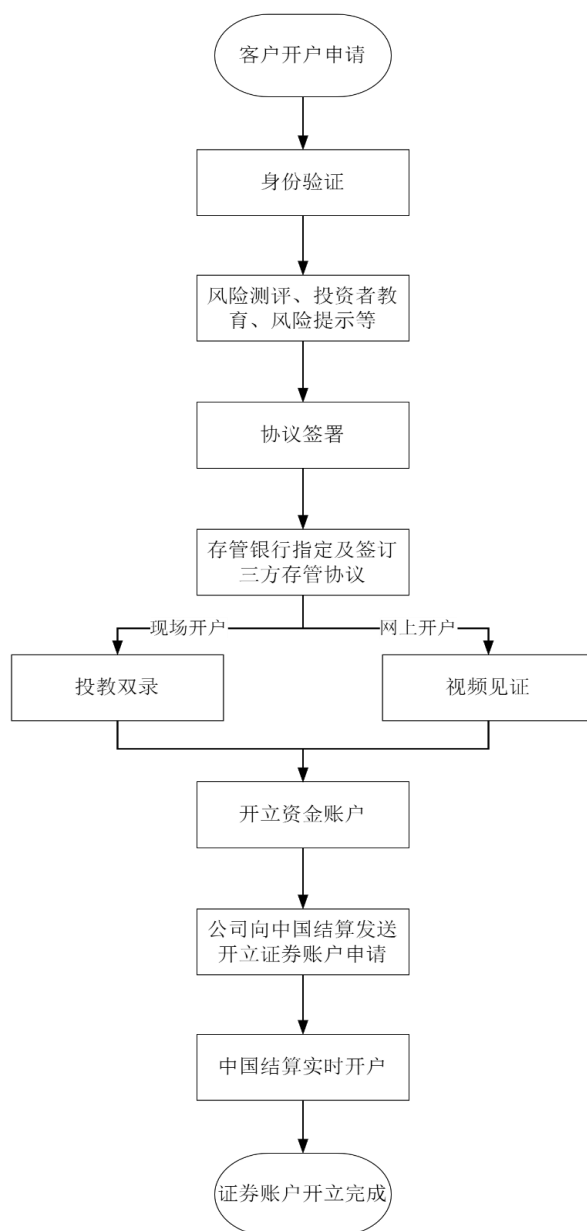 客户开户申请
身份验证
风险测评、投资者教
育、风险提示等
协议签署
存管银行指定及签订
三方存管协议
现场开户
网上开户
投教双录
视频见证
开立资金账户
公司向中国结算发送
开立证券账户申请
中国结算实时开户
证券账户开立完成